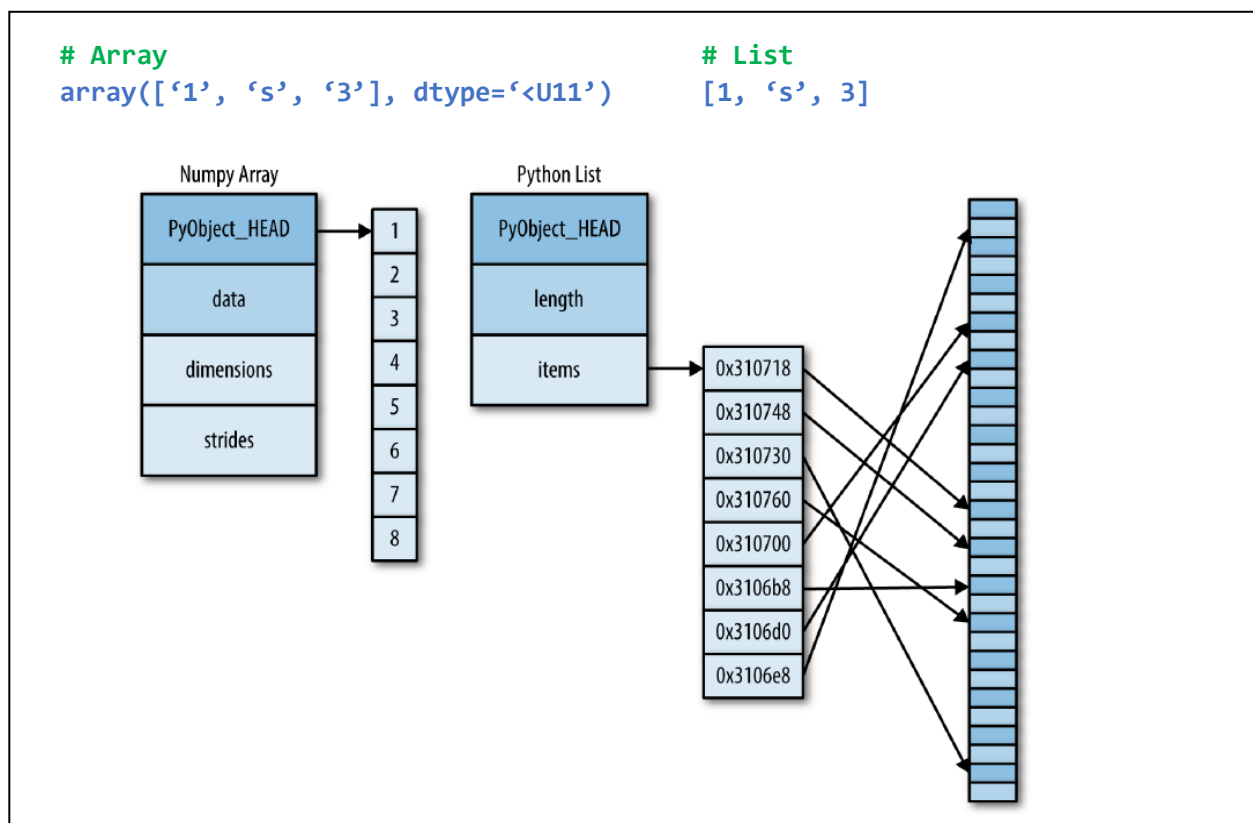 # Array
array([‘1’, ‘s’, ‘3’], dtype=‘<U11’)
# List
[1, ‘s’, 3]
Numpy Array
PyObject_HEAD
data
dimensions
strides
1
2
3
4
5
6
7
8
Python List
PyObject_HEAD
length
items
0x310718
0x310748
0x310730
0x310760
0x310700
0x3106b8
0x3106d0
0x3106e8